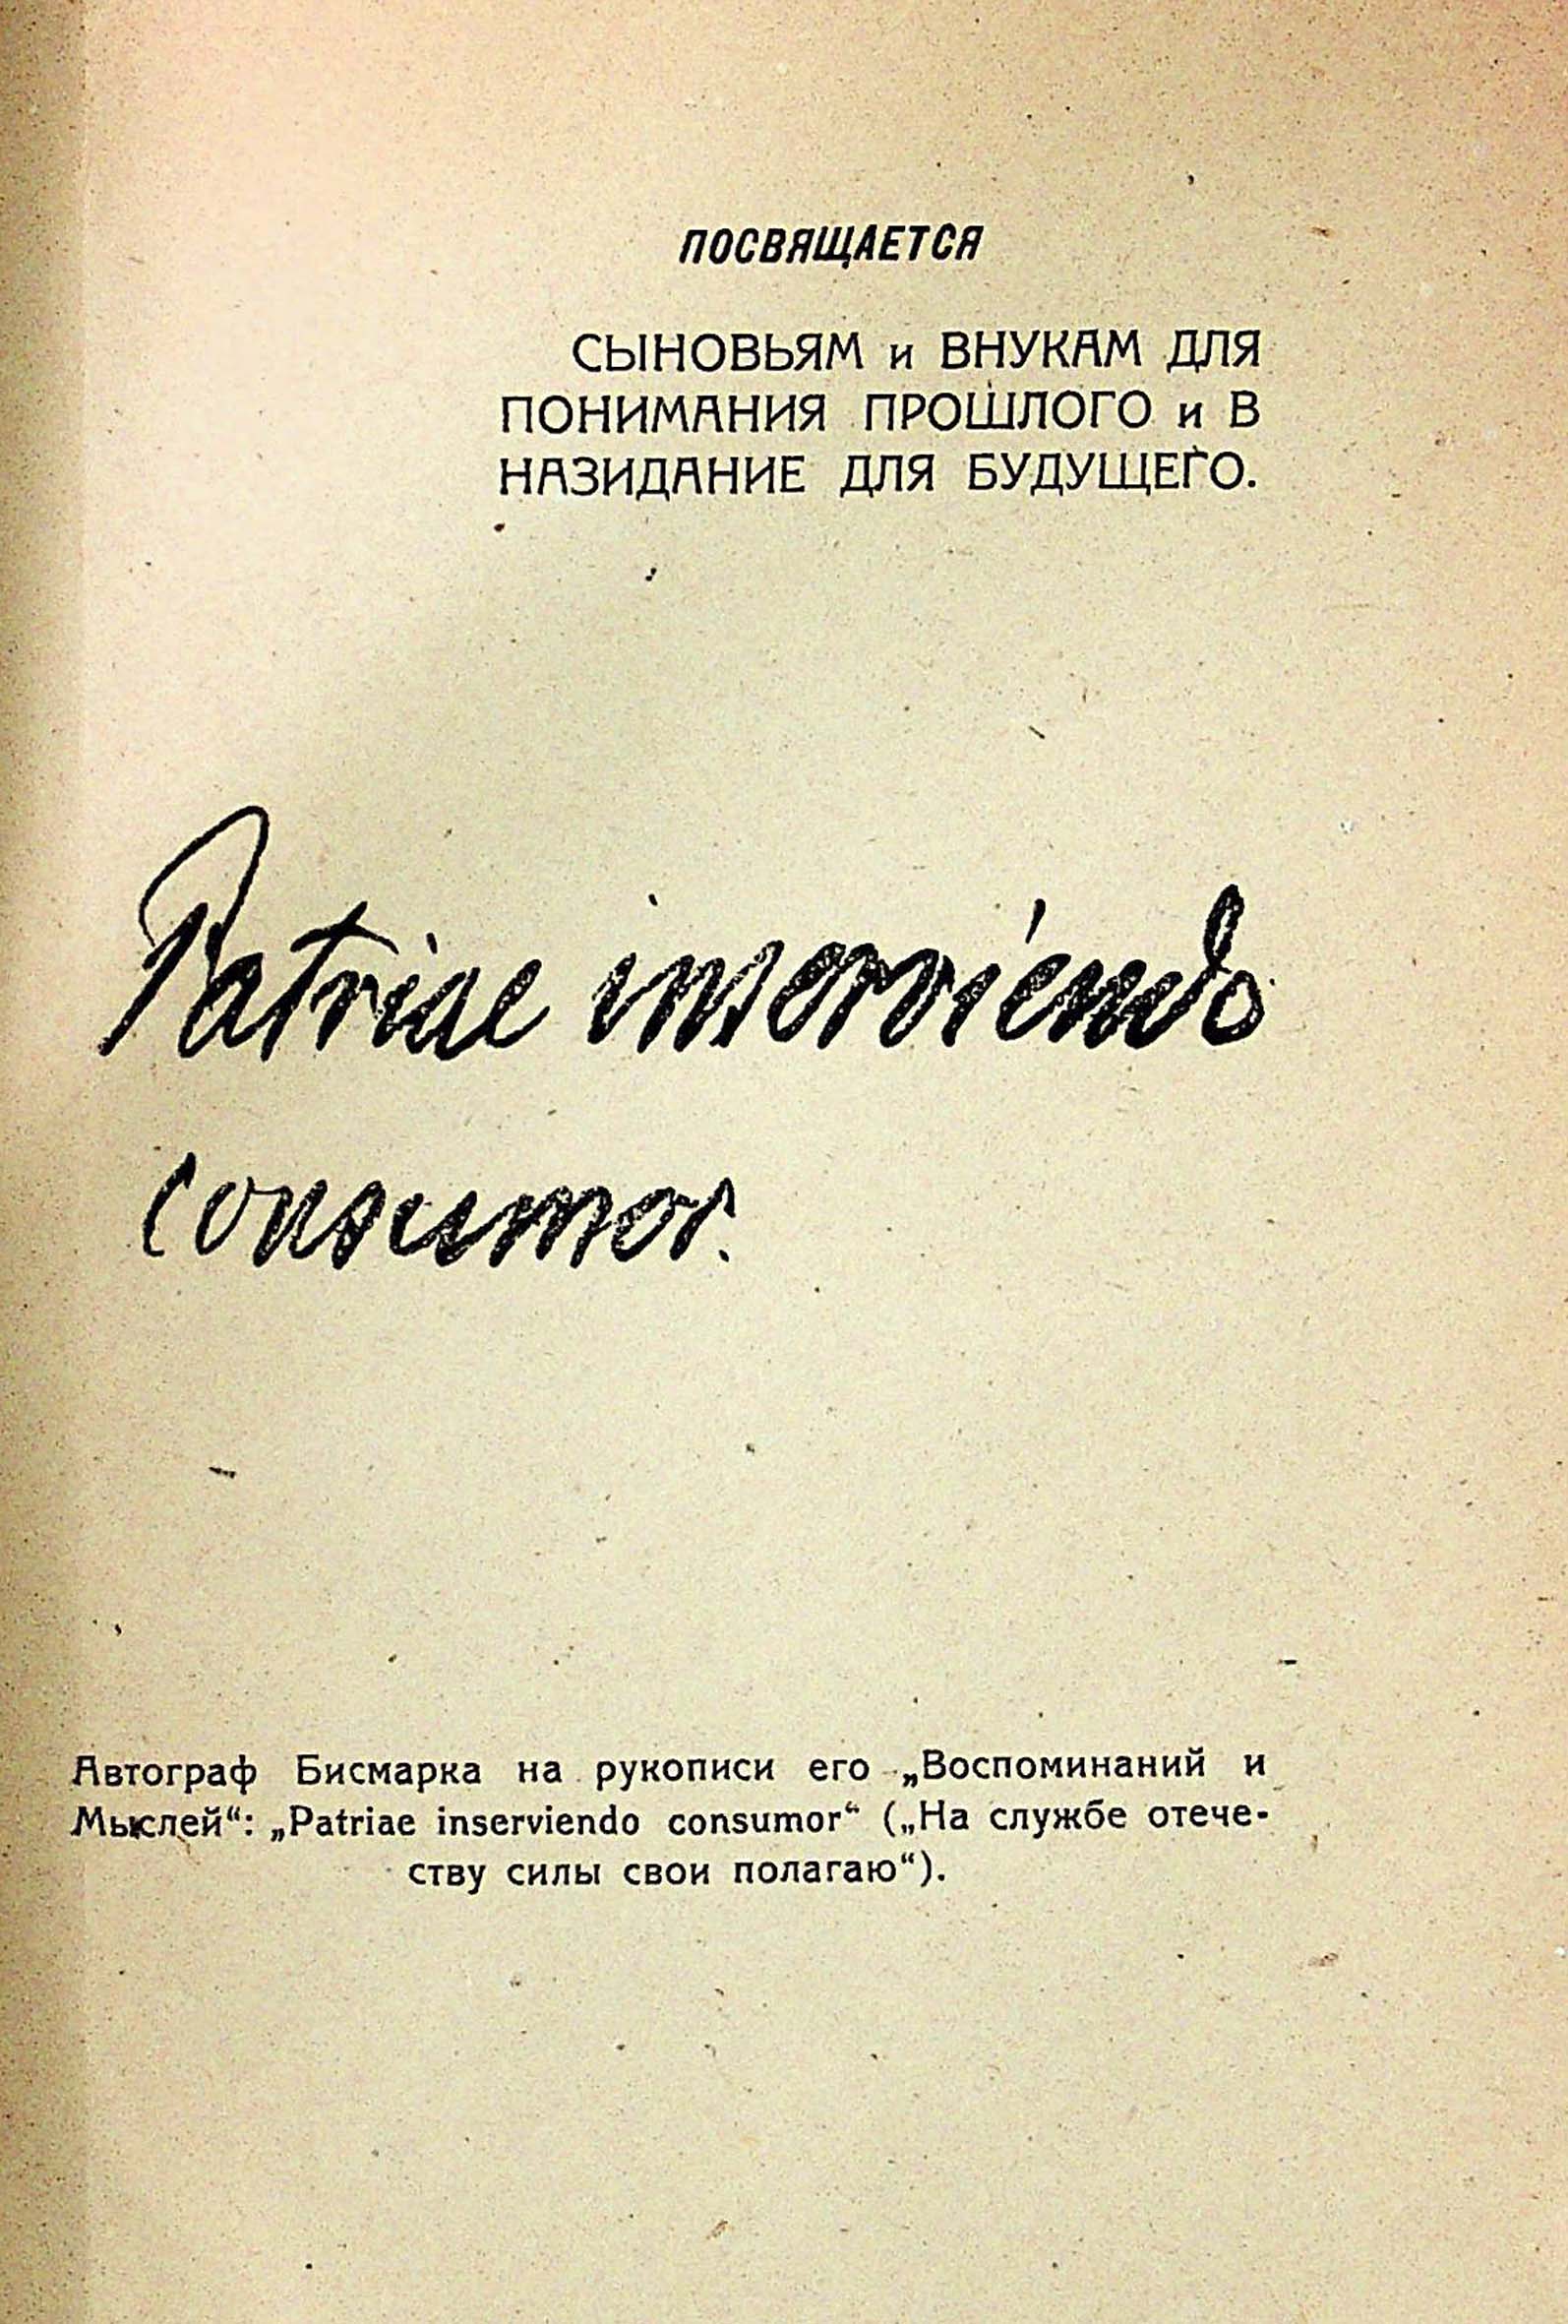 ПОСВЯЩАЕТСЯ
СЫНОВЬЯМ и ВНУКАМ ДЛЯ
ПОНИМАНИЯ ПРОШЛОГО и В
НАЗИДАНИЕ ДЛЯ БУДУЩЕГО.
Patriae inserviendo
consumor.
Автограф Бисмарка на рукописи его „Воспоминаний и
Мыслей“: „Patriae inserviendo consumor“ („На службе отече-
ству силы свои полагаю“).